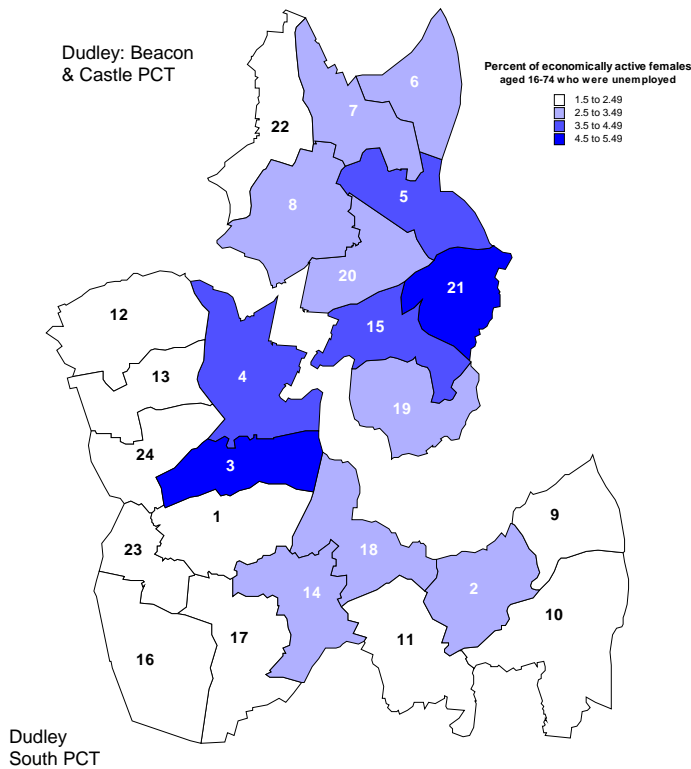 Dudley: Beacon
& Castle PCT
Percent of economically active females
aged 16-74 who were unemployed
1.5 to 2.49
2.5 to 3.49
3.5 to 4.49
4.5 to 5.49
6
7
22
5
8
20
21
12
15
13
4
19
24
3
1
9
23
18
14
2
10
17
11
16
Dudley
South PCT